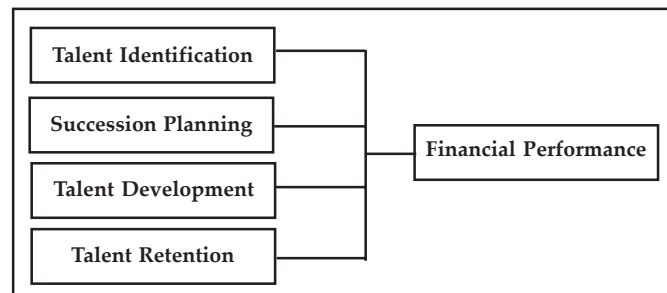 Talent Identification
Succession Planning
Financial Performance
Talent Development
Talent Retention